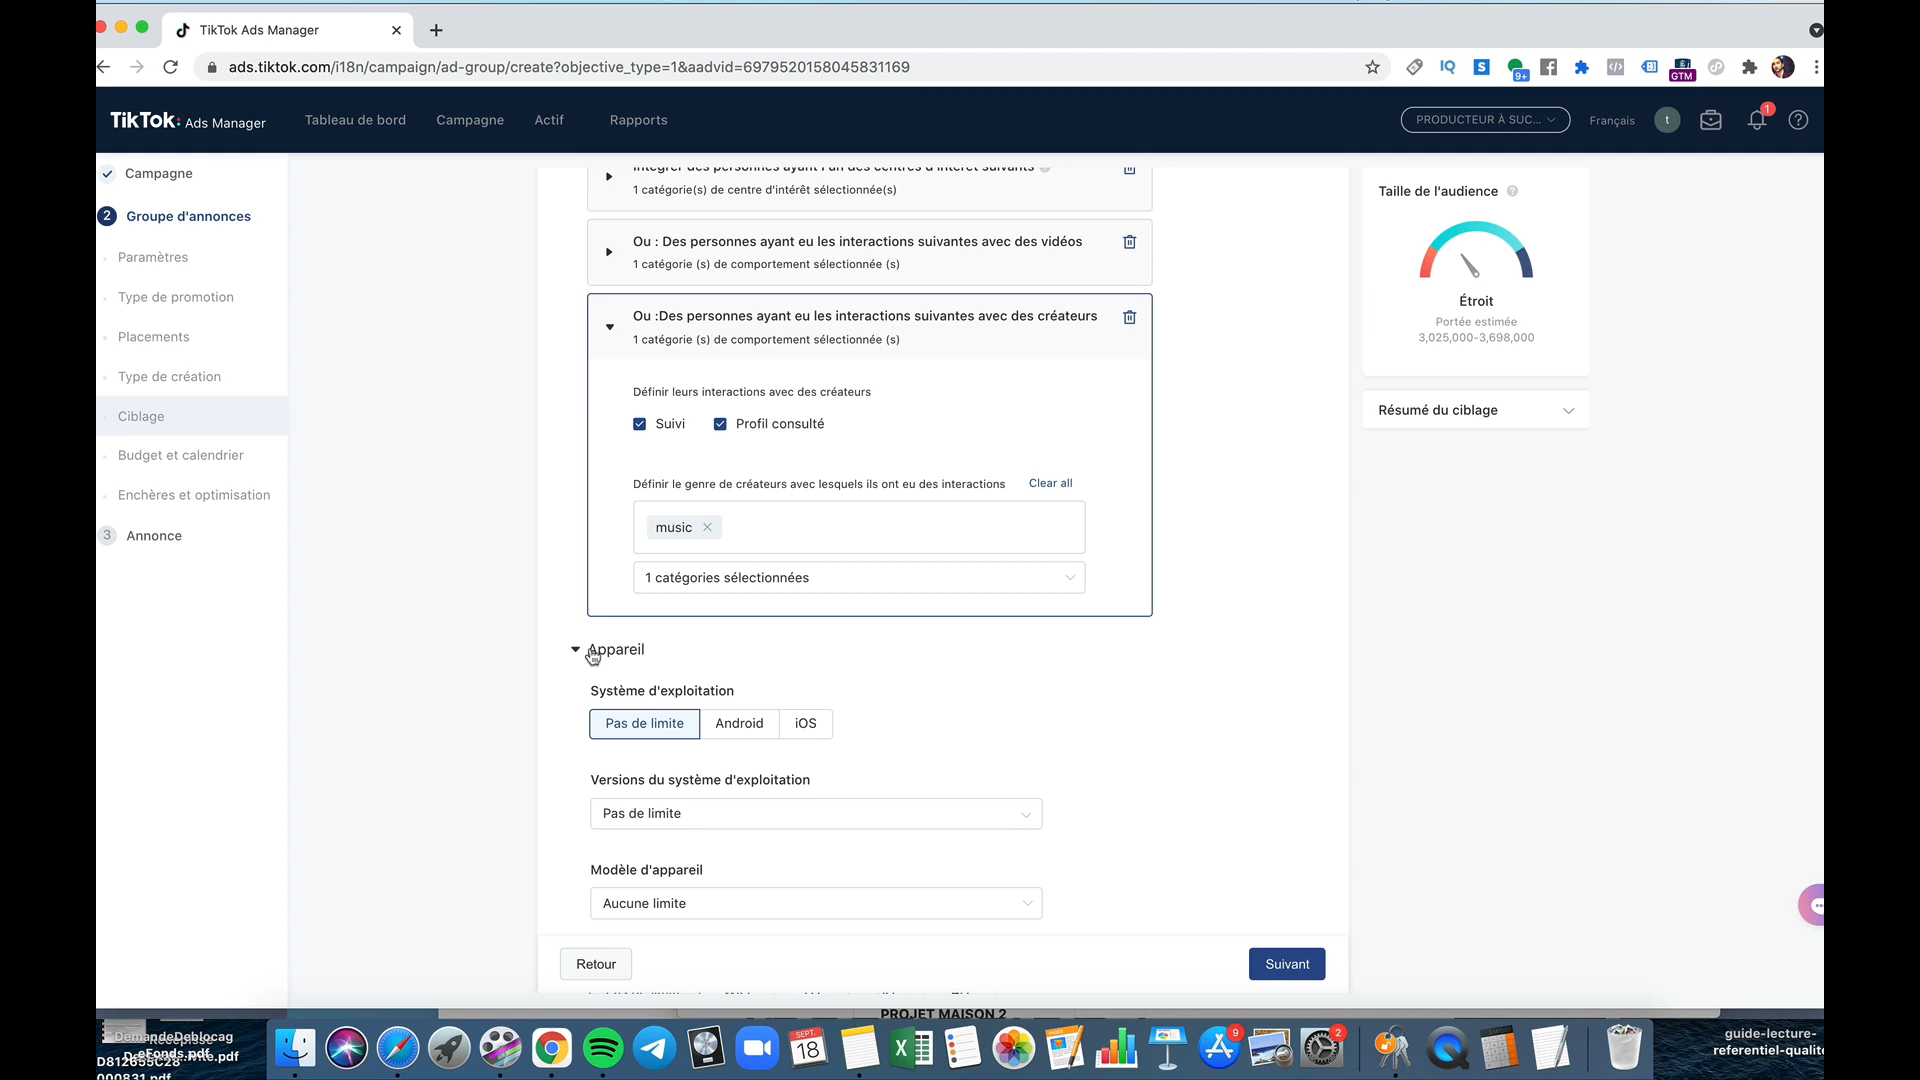 TikTok Ads Manager
ads.tiktok.com/i18n/campaign/ad-group/create?objective_type=1&aadvid=6979520158045831169
IQ
S
9+
GTM
TikTok: Ads Manager
Tableau de bord
Campagne
Actif
Rapports
PRODUCTEUR À SUC...
Français
t
1
Campagne
2 Groupe d'annonces
Paramètres
Type de promotion
Placements
Type de création
Ciblage
Budget et calendrier
Enchères et optimisation
3 Annonce
Intégrer des personnes ayant l'un des centres d'intérêt suivants
1 catégorie(s) de centre d'intérêt sélectionnée(s)
Ou : Des personnes ayant eu les interactions suivantes avec des vidéos
1 catégorie (s) de comportement sélectionnée (s)
Ou :Des personnes ayant eu les interactions suivantes avec des créateurs
1 catégorie (s) de comportement sélectionnée (s)
Définir leurs interactions avec des créateurs
Suivi
Profil consulté
Définir le genre de créateurs avec lesquels ils ont eu des interactions
Clear all
music
1 catégories sélectionnées
Appareil
Système d'exploitation
Pas de limite
Android
iOS
Versions du système d'exploitation
Pas de limite
Modèle d'appareil
Aucune limite
Retour
Suivant
Taille de l'audience
Étroit
Portée estimée
3,025,000-3,698,000
Résumé du ciblage
PROJET MAISON 2
DemandeDeblocag
eFonds.pdf
D812655C28
000831.pdf
SEPT.
18
9
2
guide-lecture-
referentiel-qualite